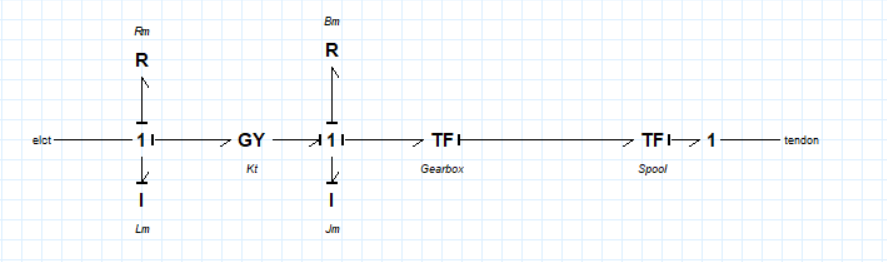 Rm
Bm
R
R
elct 1 GY 1 TF TF 1 tendon
Kt
Gearbox
Spool
I
I
Lm
Jm